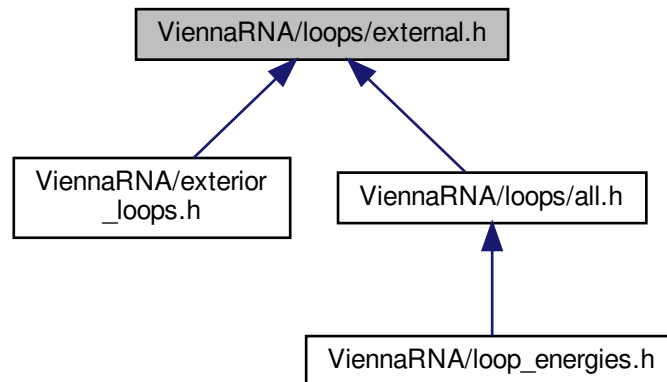 ViennaRNA/loops/external.h
ViennaRNA/exterior
_loops.h
ViennaRNA/loops/all.h
ViennaRNA/loop_energies.h